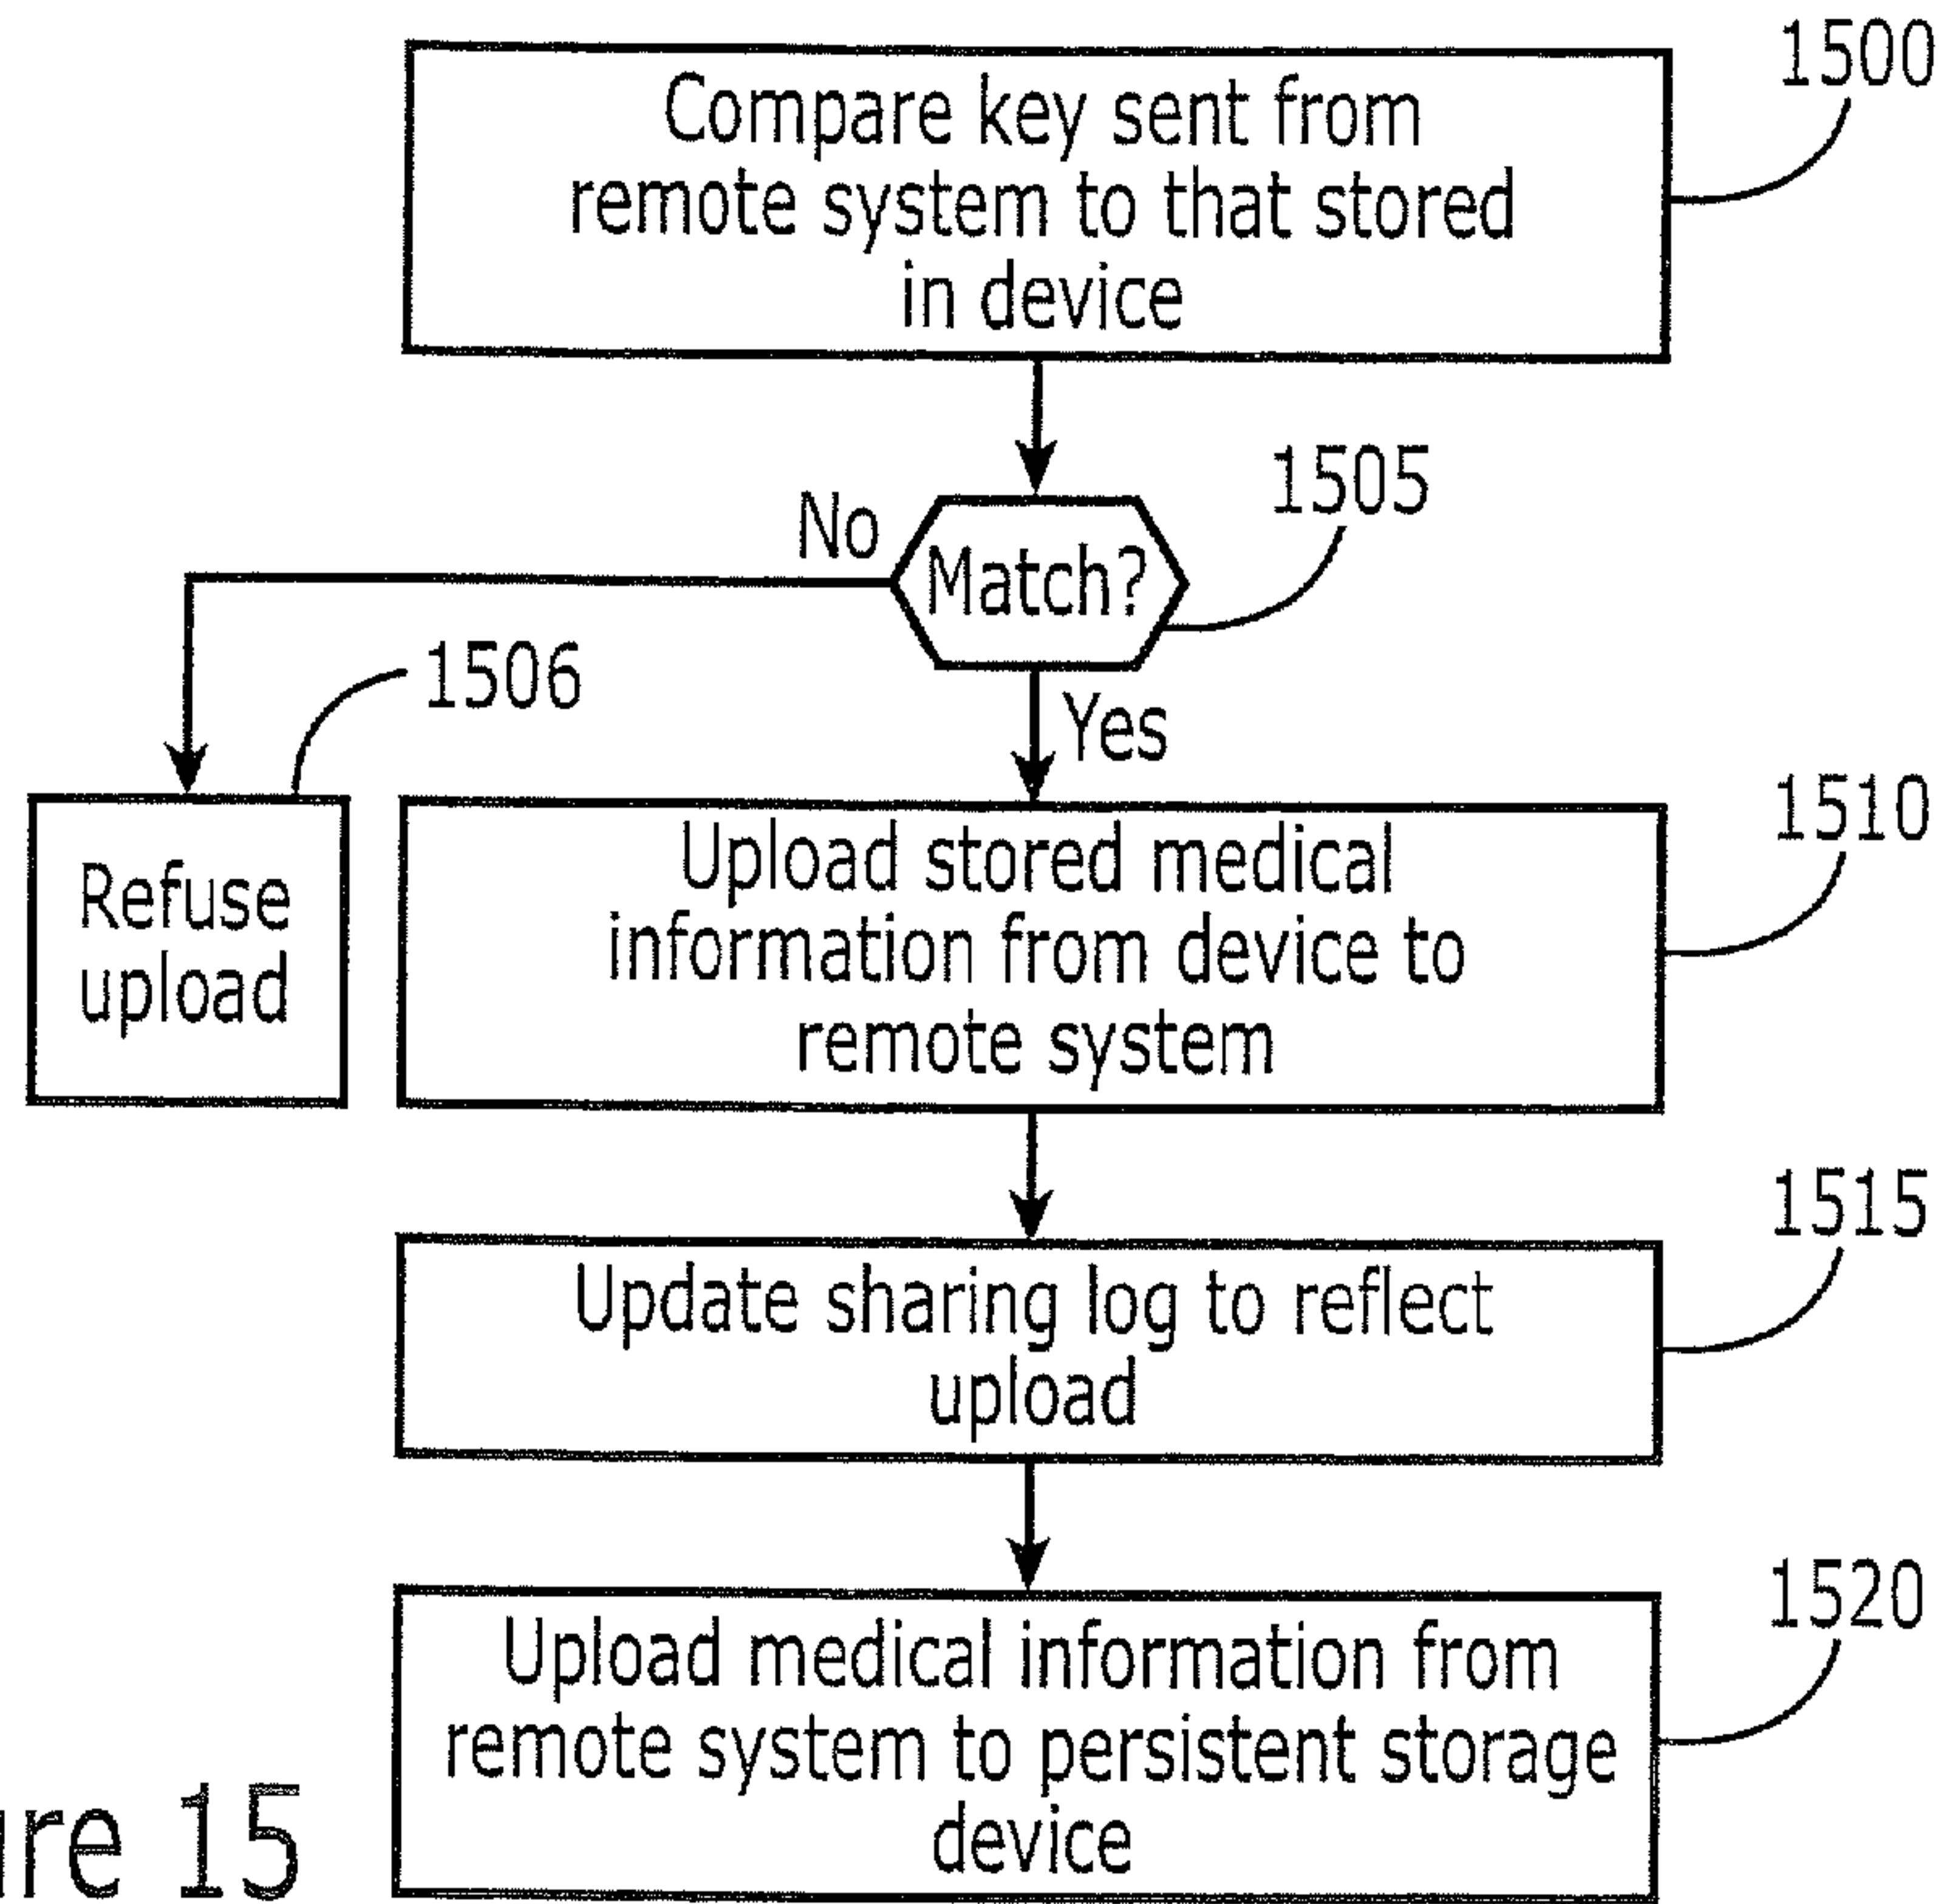 1500
Compare key sent from
remote system to that stored
in device
1505
No
Match?
1506
Yes
Refuse
upload
1510
Upload stored medical
information from device to
remote system
1515
Update sharing log to reflect
upload
1520
Upload medical information from
remote system to persistent storage
device
15